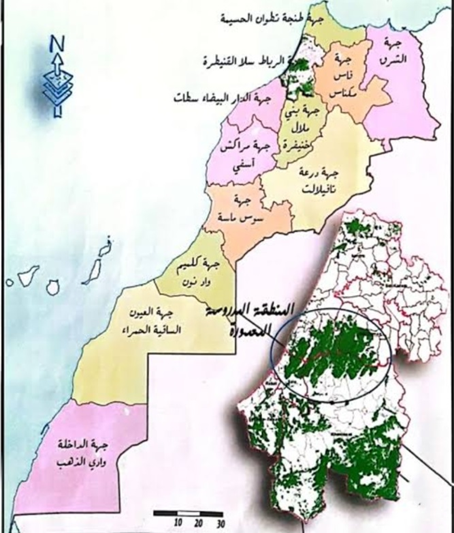 جهة طنجة تطوان الحسيمة
جهة
الشرق
N
الرباط سلا القنيطرة
جهة
فاس
مكناس
جهة الدار البيضاء سطات
جهة بني
ملال
خنيفرة
جهة مراكش
آسفي
جهة درعة
تافيلالت
جهة
سوس ماسة
جهة كلميم
واد نون
المنطقة المدروسة
المعمورة
جهة العيون
الساقية الحمراء
جهة الداخلة
وادي الذهب
10 20 30